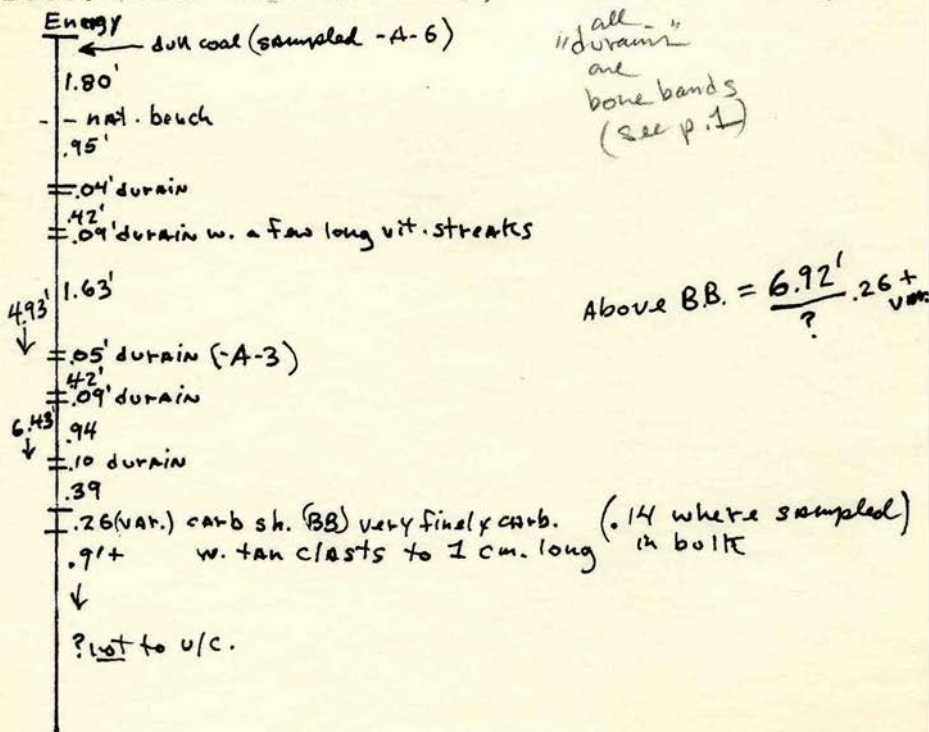 Energy
← dull coal (sampled -A-6)
1.80'
- - nat. bench
.95'
.04' durain
.42'
.09' durain w. a few long vit. streaks
1.63'
4.93'
↓
.05' durain (-A-3)
.42'
.09' durain
6.43'
↓
.94
.10 durain
.39
.26 (var.) carb sh. (BB) very finely carb. (.14 where sampled)
.9'+ w. tan clasts to 1 cm. long in bulk
↓
? not to u/c.
all
"durains"
are
bone bands
(see p. 1)
Above B.B. = 6.92' .26 +
? var.